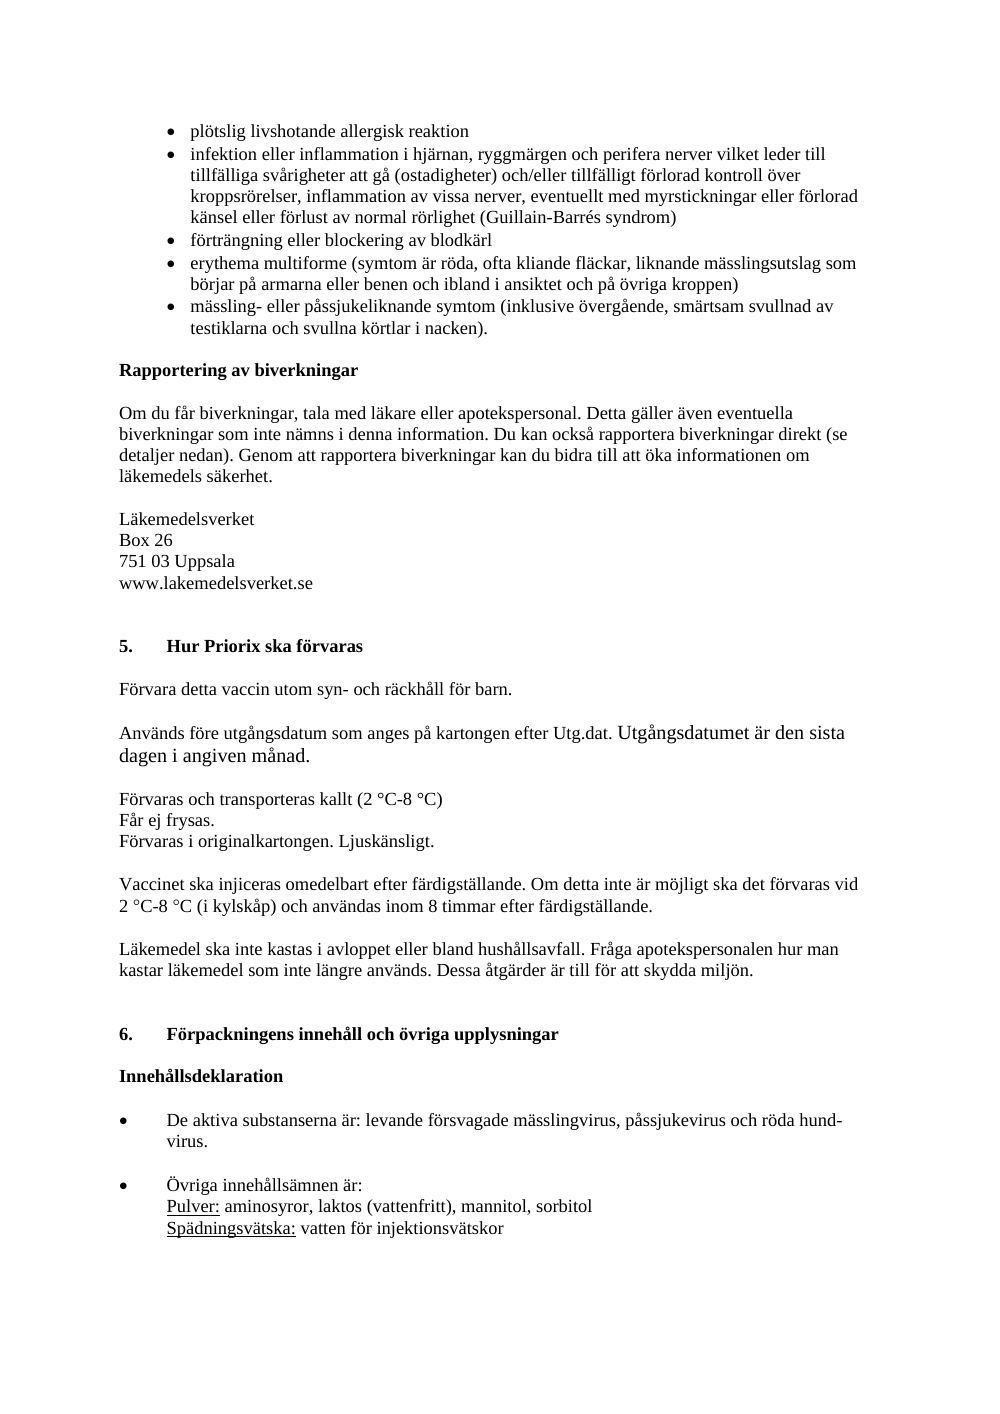 • plötslig livshotande allergisk reaktion
• infektion eller inflammation i hjärnan, ryggmärgen och perifera nerver vilket leder till
tillfälliga svårigheter att gå (ostadigheter) och/eller tillfälligt förlorad kontroll över
kroppsrörelser, inflammation av vissa nerver, eventuellt med myrstickningar eller förlorad
känsel eller förlust av normal rörlighet (Guillain-Barrés syndrom)
• förträngning eller blockering av blodkärl
• erythema multiforme (symtom är röda, ofta kliande fläckar, liknande mässlingsutslag som
börjar på armarna eller benen och ibland i ansiktet och på övriga kroppen)
• mässling- eller påssjukeliknande symtom (inklusive övergående, smärtsam svullnad av
testiklarna och svullna körtlar i nacken).
Rapportering av biverkningar
Om du får biverkningar, tala med läkare eller apotekspersonal. Detta gäller även eventuella
biverkningar som inte nämns i denna information. Du kan också rapportera biverkningar direkt (se
detaljer nedan). Genom att rapportera biverkningar kan du bidra till att öka informationen om
läkemedels säkerhet.
Läkemedelsverket
Box 26
751 03 Uppsala
www.lakemedelsverket.se
5. Hur Priorix ska förvaras
Förvara detta vaccin utom syn- och räckhåll för barn.
Används före utgångsdatum som anges på kartongen efter Utg.dat. Utgångsdatumet är den sista
dagen i angiven månad.
Förvaras och transporteras kallt (2 °C-8 °C)
Får ej frysas.
Förvaras i originalkartongen. Ljuskänsligt.
Vaccinet ska injiceras omedelbart efter färdigställande. Om detta inte är möjligt ska det förvaras vid
2 °C-8 °C (i kylskåp) och användas inom 8 timmar efter färdigställande.
Läkemedel ska inte kastas i avloppet eller bland hushållsavfall. Fråga apotekspersonalen hur man
kastar läkemedel som inte längre används. Dessa åtgärder är till för att skydda miljön.
6. Förpackningens innehåll och övriga upplysningar
Innehållsdeklaration
• De aktiva substanserna är: levande försvagade mässlingvirus, påssjukevirus och röda hund-
virus.
• Övriga innehållsämnen är:
Pulver: aminosyror, laktos (vattenfritt), mannitol, sorbitol
Spädningsvätska: vatten för injektionsvätskor